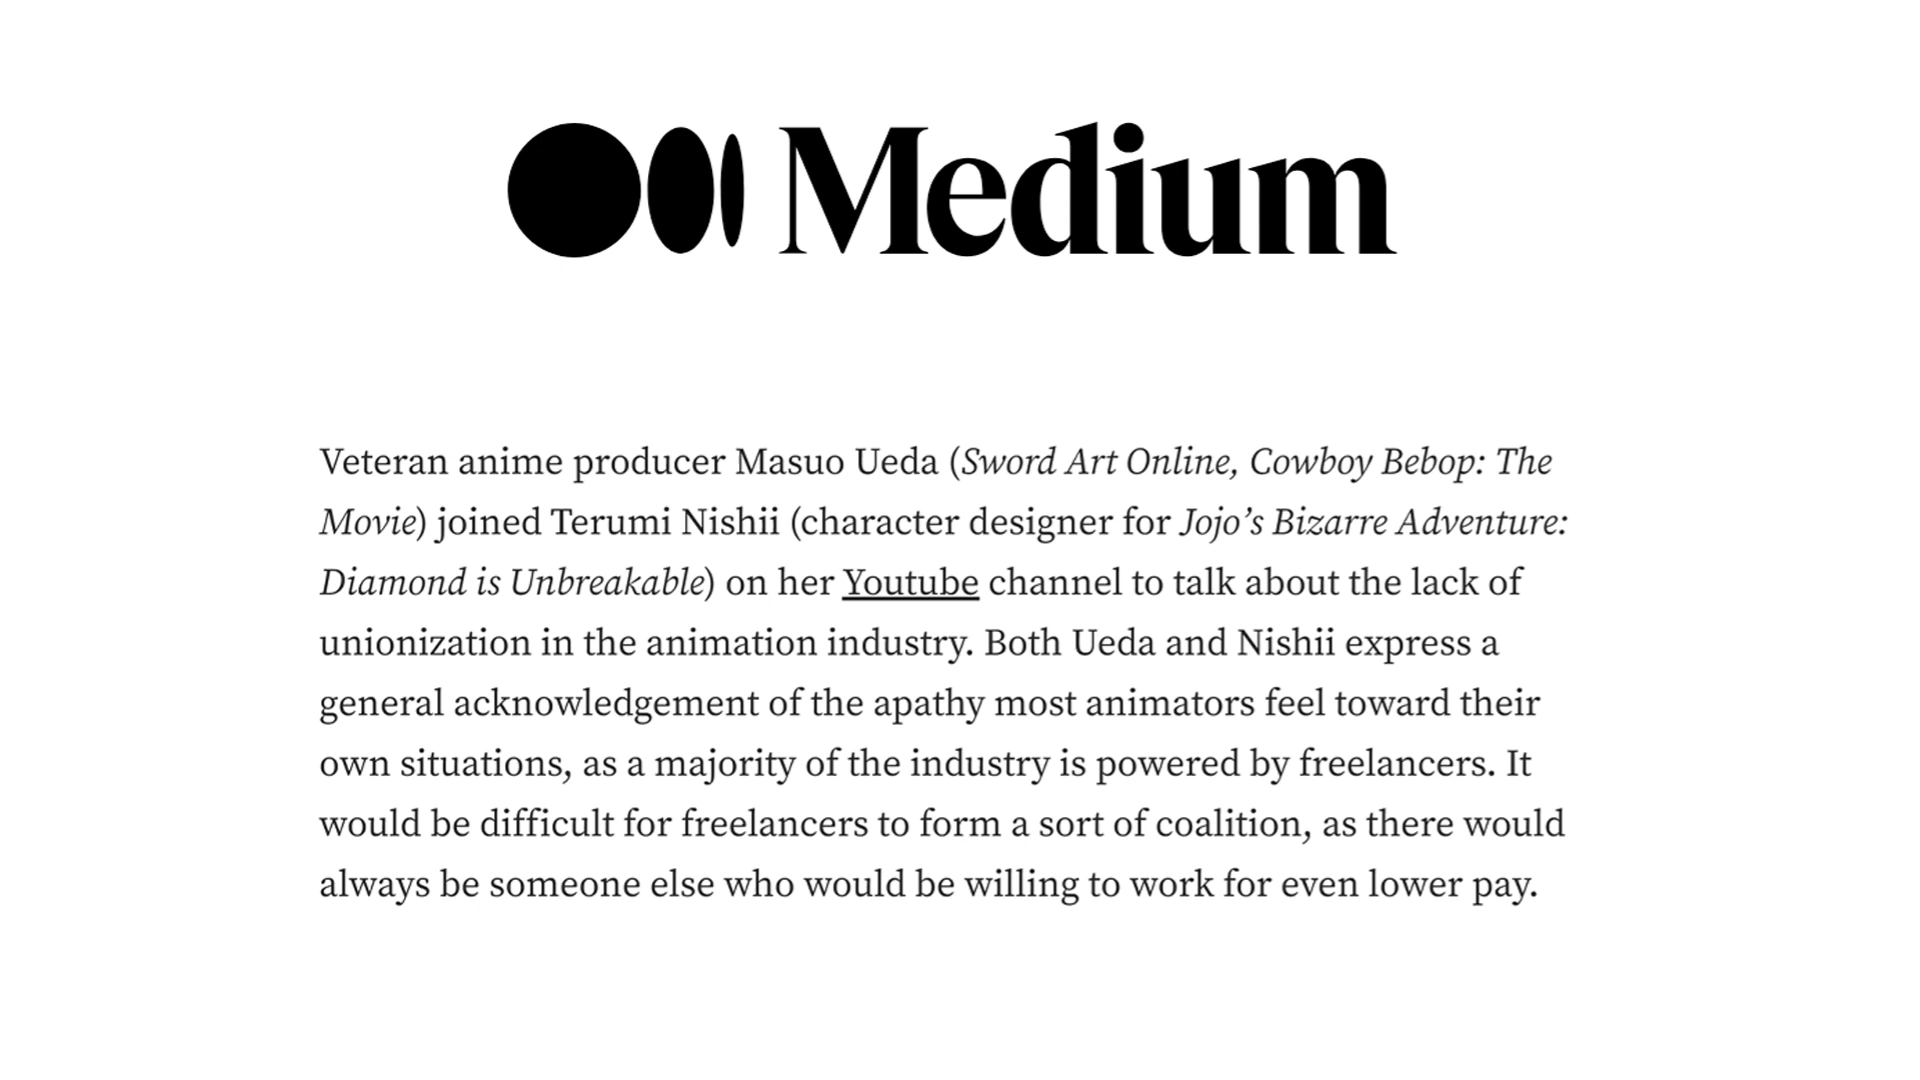 Medium
Veteran anime producer Masuo Ueda (Sword Art Online, Cowboy Bebop: The
Movie) joined Terumi Nishii (character designer for Jojo’s Bizarre Adventure:
Diamond is Unbreakable) on her Youtube channel to talk about the lack of
unionization in the animation industry. Both Ueda and Nishii express a
general acknowledgement of the apathy most animators feel toward their
own situations, as a majority of the industry is powered by freelancers. It
would be difficult for freelancers to form a sort of coalition, as there would
always be someone else who would be willing to work for even lower pay.